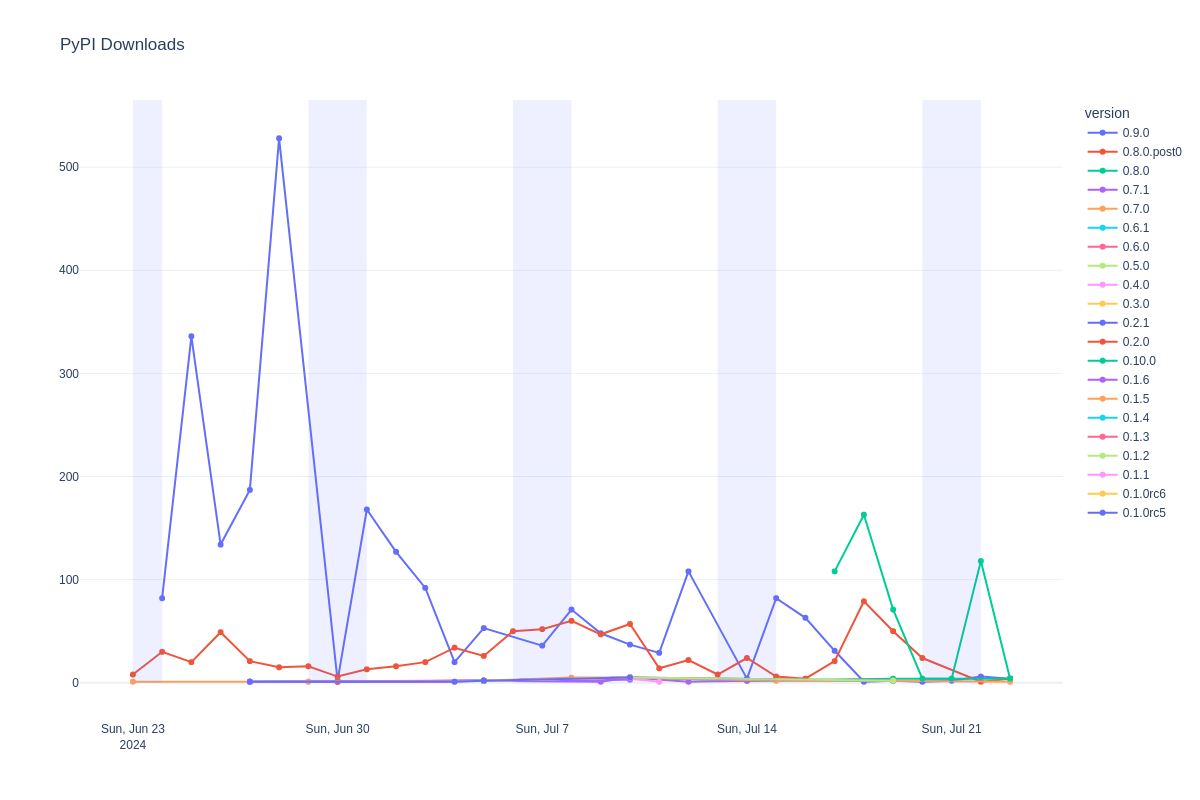 PyPI Downloads
500
400
300
200
100
0
Sun, Jun 23
2024
Sun, Jun 30
Sun, Jul 7
Sun, Jul 14
Sun, Jul 21
version
0.9.0
0.8.0.post0
0.8.0
0.7.1
0.7.0
0.6.1
0.6.0
0.5.0
0.4.0
0.3.0
0.2.1
0.2.0
0.10.0
0.1.6
0.1.5
0.1.4
0.1.3
0.1.2
0.1.1
0.1.0rc6
0.1.0rc5